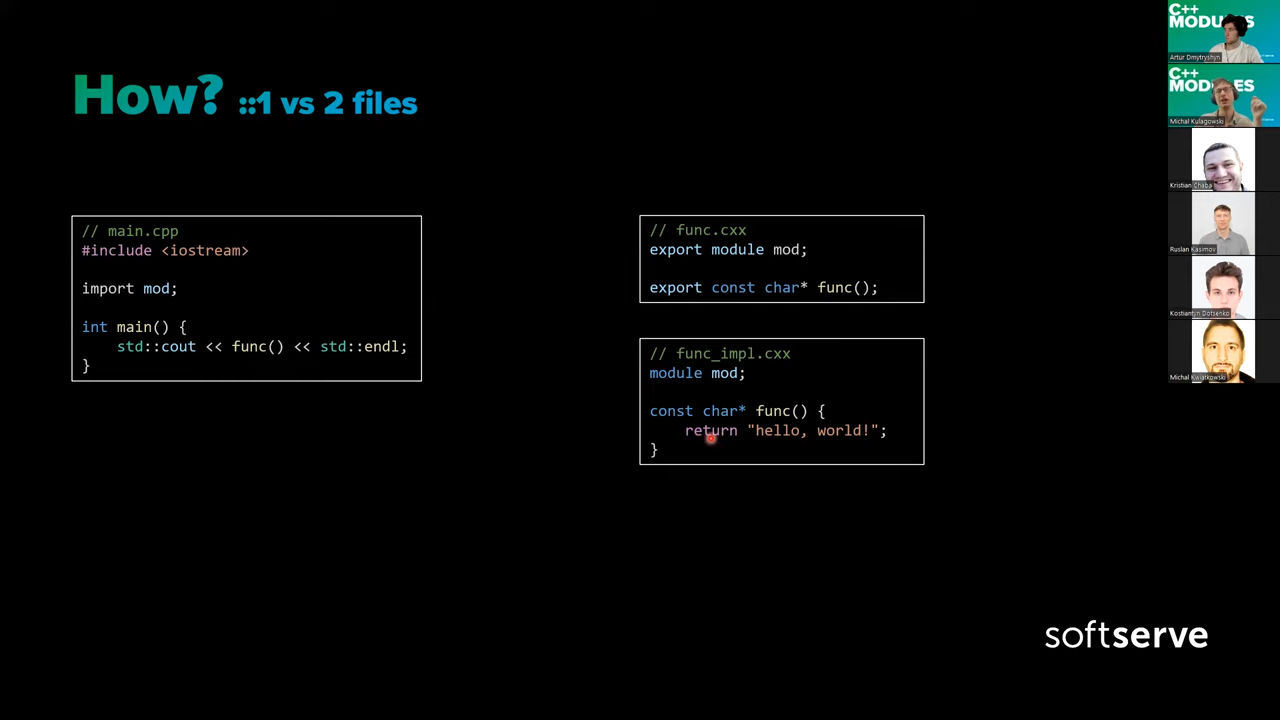 How? ::1 vs 2 files
// main.cpp
#include <iostream>
import mod;
int main() {
std::cout << func() << std::endl;
}
// func.cxx
export module mod;
export const char* func();
// func_impl.cxx
module mod;
const char* func() {
return "hello, world!";
}
softserve
C++
MODULES
Artur Dmytryshyn
C++
MODULES
Michal Kulagowski
Kristian Chaba
Ruslan Kasimov
Kostiantyn Dotsenko
Michal Kwiatkowski